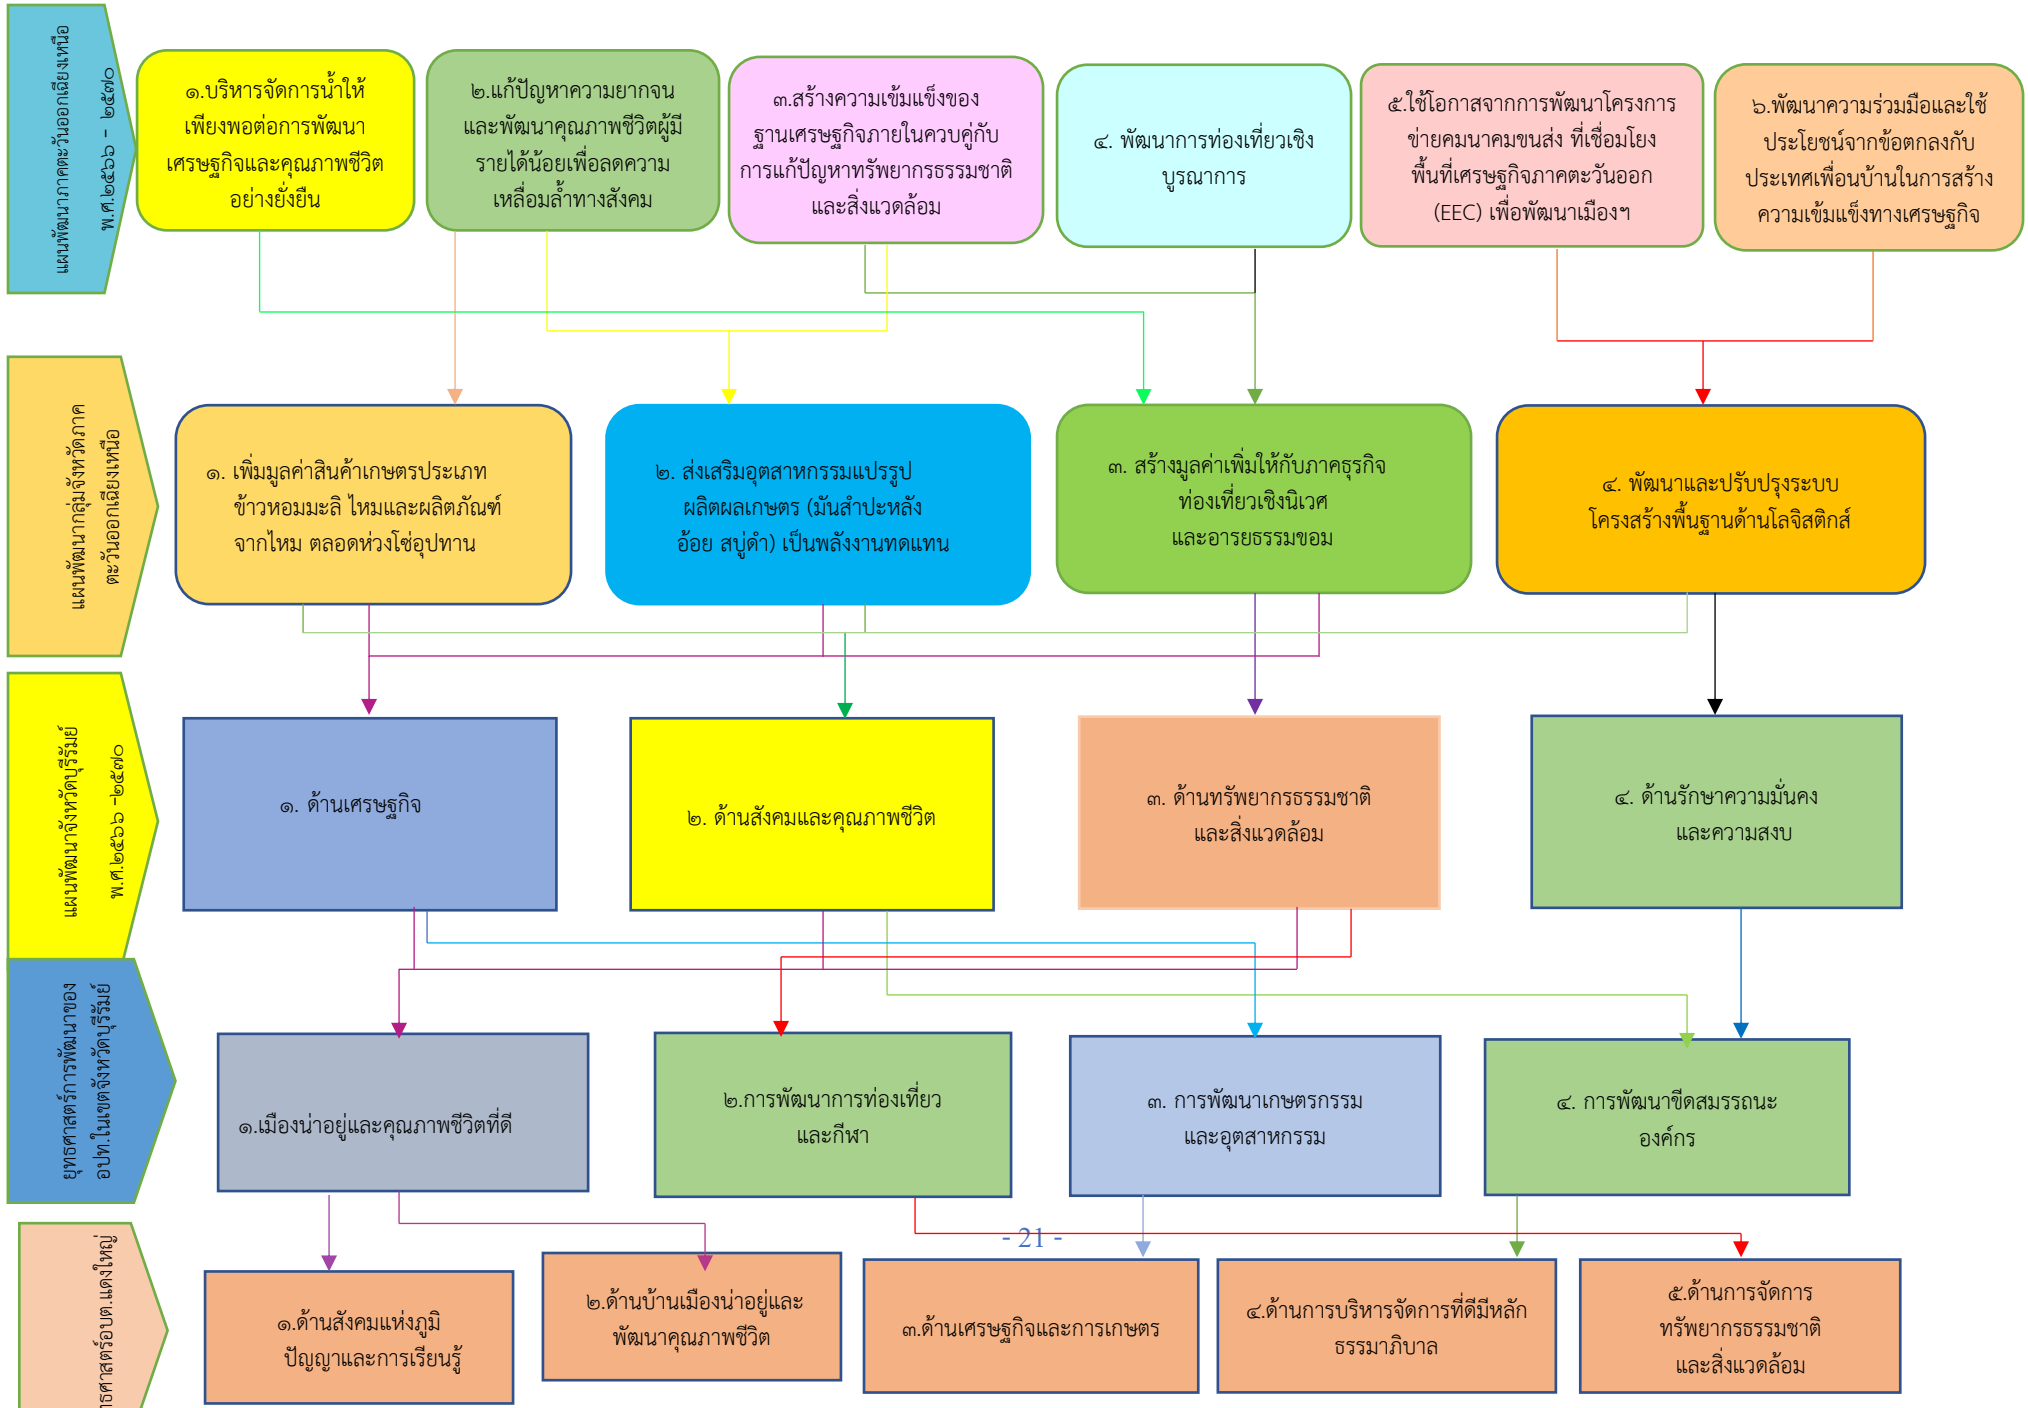 แผนพัฒนาภาคตะวันออกเฉียงเหนือ
พ.ศ.๒๕๖๖ - ๒๕๗๐
๑.บริหารจัดการน้ำให้
เพียงพอต่อการพัฒนา
เศรษฐกิจและคุณภาพชีวิต
อย่างยั่งยืน
๒.แก้ปัญหาความยากจน
และพัฒนาคุณภาพชีวิตผู้มี
รายได้น้อยเพื่อลดความ
เหลื่อมล้ำทางสังคม
๓.สร้างความเข้มแข็งของ
ฐานเศรษฐกิจภายในควบคู่กับ
การแก้ปัญหาทรัพยากรธรรมชาติ
และสิ่งแวดล้อม
๔. พัฒนาการท่องเที่ยวเชิง
บูรณาการ
๕.ใช้โอกาสจากการพัฒนาโครงการ
ข่ายคมนาคมขนส่ง ที่เชื่อมโยง
พื้นที่เศรษฐกิจภาคตะวันออก
(EEC) เพื่อพัฒนาเมืองฯ
๖.พัฒนาความร่วมมือและใช้
ประโยชน์จากข้อตกลงกับ
ประเทศเพื่อนบ้านในการสร้าง
ความเข้มแข็งทางเศรษฐกิจ
แผนพัฒนากลุ่มจังหวัดภาค
ตะวันออกเฉียงเหนือ
๑. เพิ่มมูลค่าสินค้าเกษตรประเภท
ข้าวหอมมะลิ ไหมและผลิตภัณฑ์
จากไหม ตลอดห่วงโซ่อุปทาน
๒. ส่งเสริมอุตสาหกรรมแปรรูป
ผลิตผลเกษตร (มันสำปะหลัง
อ้อย สบู่ดำ) เป็นพลังงานทดแทน
๓. สร้างมูลค่าเพิ่มให้กับภาคธุรกิจ
ท่องเที่ยวเชิงนิเวศ
และอารยธรรมขอม
๔. พัฒนาและปรับปรุงระบบ
โครงสร้างพื้นฐานด้านโลจิสติกส์
แผนพัฒนาจังหวัดบุรีรัมย์
พ.ศ.๒๕๖๖ -๒๕๗๐
๑. ด้านเศรษฐกิจ
๒. ด้านสังคมและคุณภาพชีวิต
๓. ด้านทรัพยากรธรรมชาติ
และสิ่งแวดล้อม
๔. ด้านรักษาความมั่นคง
และความสงบ
ยุทธศาสตร์การพัฒนาของ
อปท.ในเขตจังหวัดบุรีรัมย์
๑.เมืองน่าอยู่และคุณภาพชีวิตที่ดี
๒.การพัฒนาการท่องเที่ยว
และกีฬา
๓. การพัฒนาเกษตรกรรม
และอุตสาหกรรม
๔. การพัฒนาขีดสมรรถนะ
องค์กร
- 21 -
ทธศาสตร์อบต.แดงใหญ่
๑.ด้านสังคมแห่งภูมิ
ปัญญาและการเรียนรู้
๒.ด้านบ้านเมืองน่าอยู่และ
พัฒนาคุณภาพชีวิต
๓.ด้านเศรษฐกิจและการเกษตร
๔.ด้านการบริหารจัดการที่ดีมีหลัก
ธรรมาภิบาล
๕.ด้านการจัดการ
ทรัพยากรธรรมชาติ
และสิ่งแวดล้อม